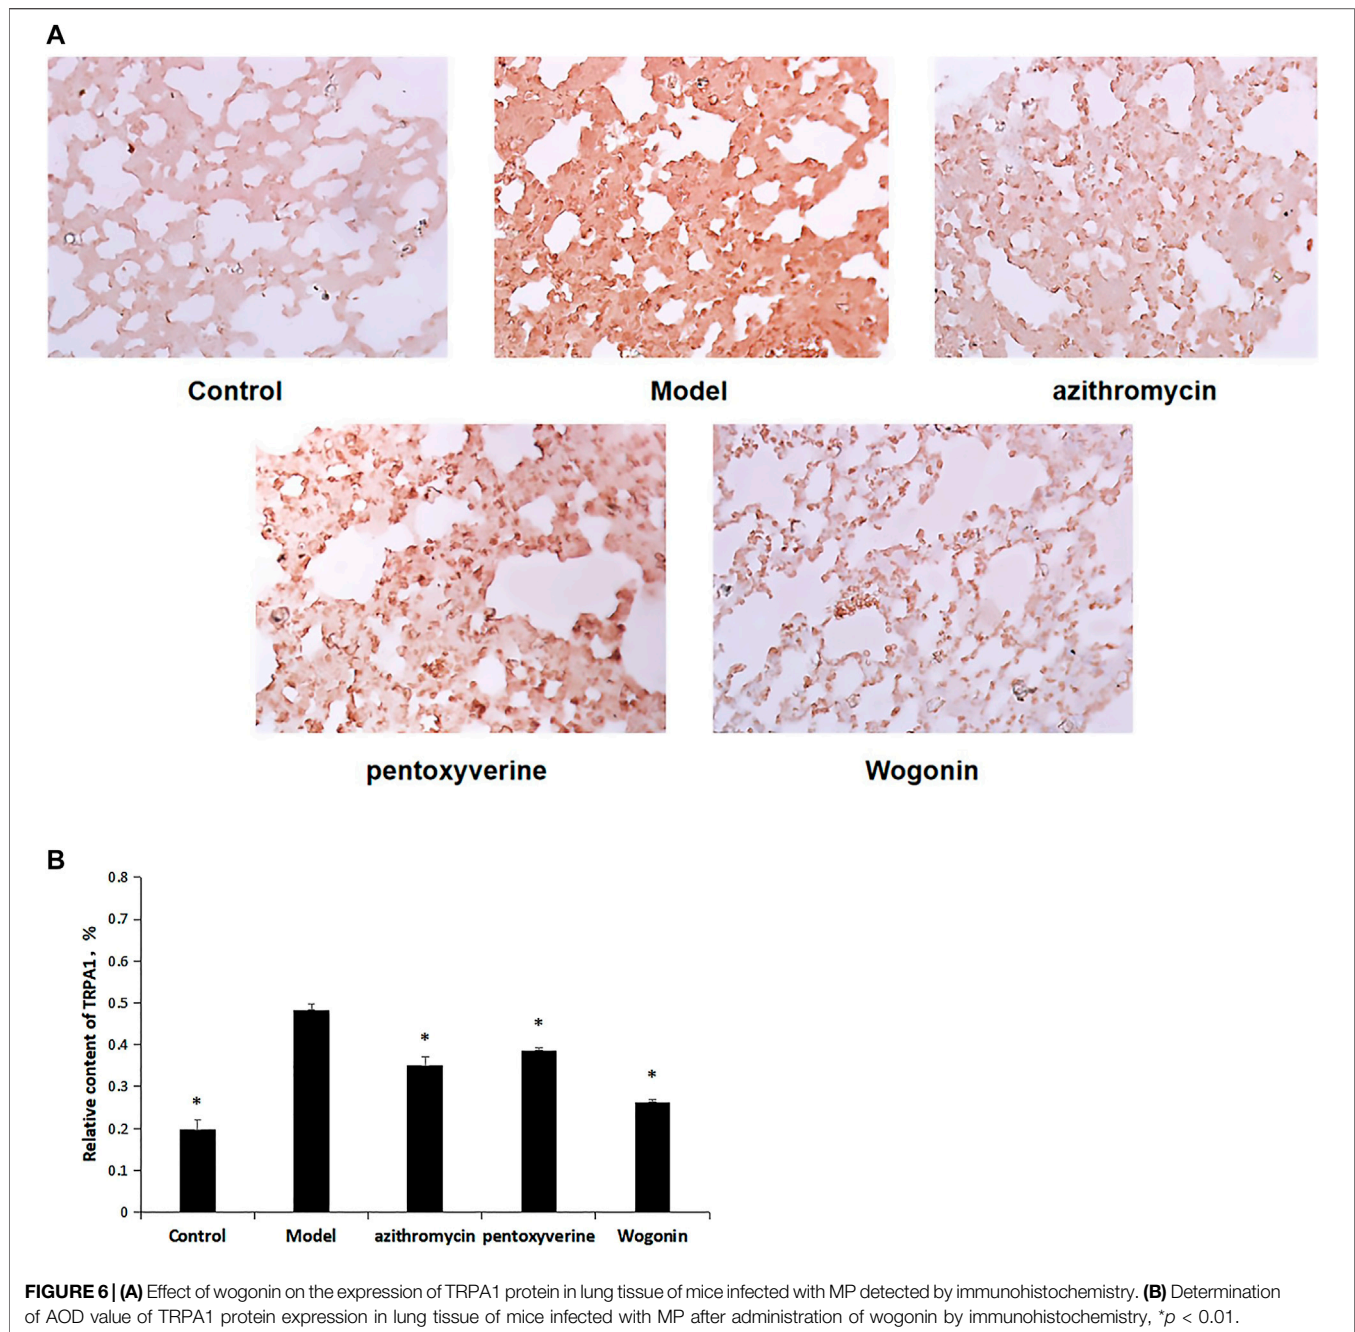 A
Control
Model
azithromycin
pentoxyverine
Wogonin
B
Relative content of TRPA1, %
0.8
0.7
0.6
0.5
0.4
0.3
0.2
0.1
0
*
*
*
*
Control
Model
azithromycin
pentoxyverine
Wogonin
FIGURE 6 | (A) Effect of wogonin on the expression of TRPA1 protein in lung tissue of mice infected with MP detected by immunohistochemistry. (B) Determination
of AOD value of TRPA1 protein expression in lung tissue of mice infected with MP after administration of wogonin by immunohistochemistry, *p < 0.01.